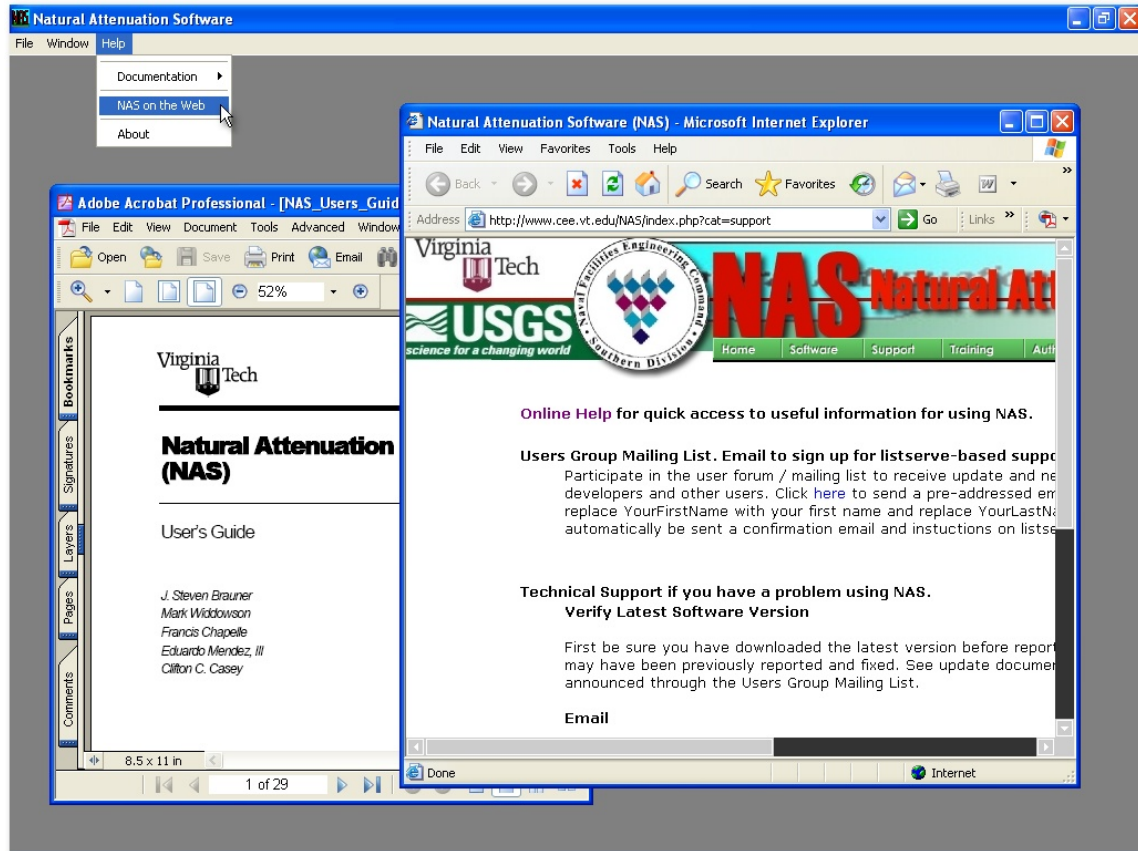 Natural Attenuation Software
File Window Help
Documentation
NAS on the Web
About
Adobe Acrobat Professional - [NAS_Users_Guid
File Edit View Document Tools Advanced Window
Open Save Print Email
52%
Bookmarks
Signatures
Layers
Pages
Comments
Virginia
Tech
Natural Attenuation
(NAS)
User's Guide
J. Steven Brauner
Mark Widdowson
Francis Chapelle
Eduardo Mendez, III
Clifton C. Casey
8.5 x 11 in
1 of 29
Natural Attenuation Software (NAS) - Microsoft Internet Explorer
File Edit View Favorites Tools Help
Back Search Favorites
Address http://www.cee.vt.edu/NAS/index.php?cat=support Go Links
Virginia
Tech
USGS
science for a changing world
Naval Facilities Engineering Command
Southern Division
NAS Natural Att
Home Software Support Training Auth
Online Help for quick access to useful information for using NAS.
Users Group Mailing List. Email to sign up for listserve-based suppo
Participate in the user forum / mailing list to receive update and ne
developers and other users. Click here to send a pre-addressed em
replace YourFirstName with your first name and replace YourLastNa
automatically be sent a confirmation email and instuctions on listse
Technical Support if you have a problem using NAS.
Verify Latest Software Version
First be sure you have downloaded the latest version before report
may have been previously reported and fixed. See update documen
announced through the Users Group Mailing List.
Email
Done
Internet